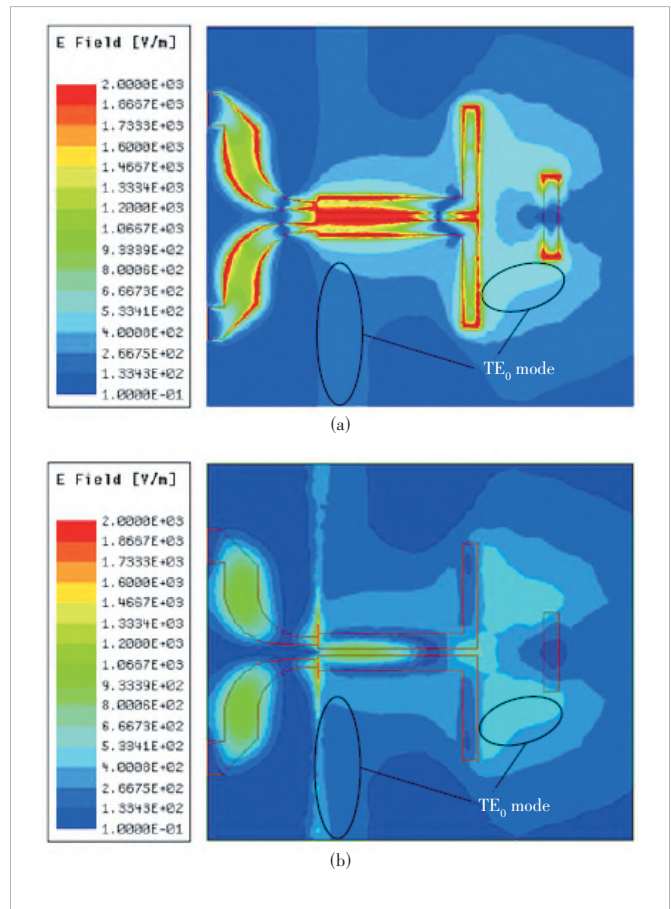 E Field [V/m]
2.0000E+03
1.8667E+03
1.7333E+03
1.6000E+03
1.4667E+03
1.3334E+03
1.2000E+03
1.0667E+03
9.3339E+02
8.0006E+02
6.6673E+02
5.3341E+02
4.0008E+02
2.6675E+02
1.3343E+02
1.0000E-01
TE₀ mode
(a)
E Field [V/m]
2.0000E+03
1.8667E+03
1.7333E+03
1.6000E+03
1.4667E+03
1.3334E+03
1.2000E+03
1.0667E+03
9.3339E+02
8.0006E+02
6.6673E+02
5.3341E+02
4.0008E+02
2.6675E+02
1.3343E+02
1.0000E-01
TE₀ mode
(b)